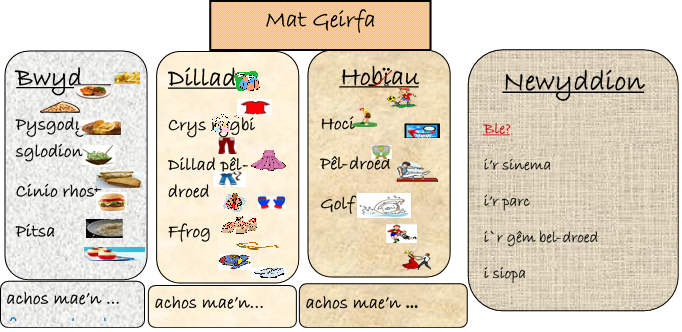 Mat Geirfa
Bwyd
Pysgod
sglodion
Cinio rhost
Pitsa
achos mae'n ...
Dillad
Crys rygbi
Dillad pêl-
droed
Ffrog
achos mae'n...
Hobïau
Hoci
Pêl-droed
Golf
achos mae'n ...
Newyddion
Ble?
i'r sinema
i'r parc
i`r gêm bel-droed
i siopa